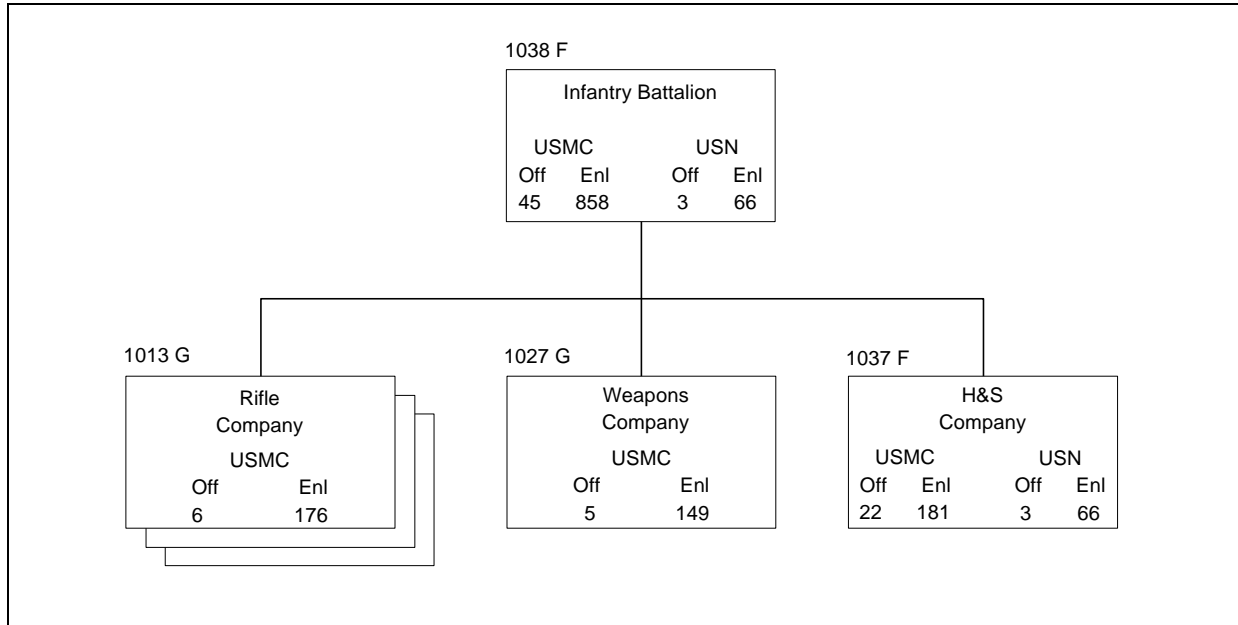 1038 F
Infantry Battalion
USMC USN
Off Enl Off Enl
45 858 3 66
1013 G
Rifle
Company
USMC
Off Enl
6 176
1027 G
Weapons
Company
USMC
Off Enl
5 149
1037 F
H&S
Company
USMC USN
Off Enl Off Enl
22 181 3 66